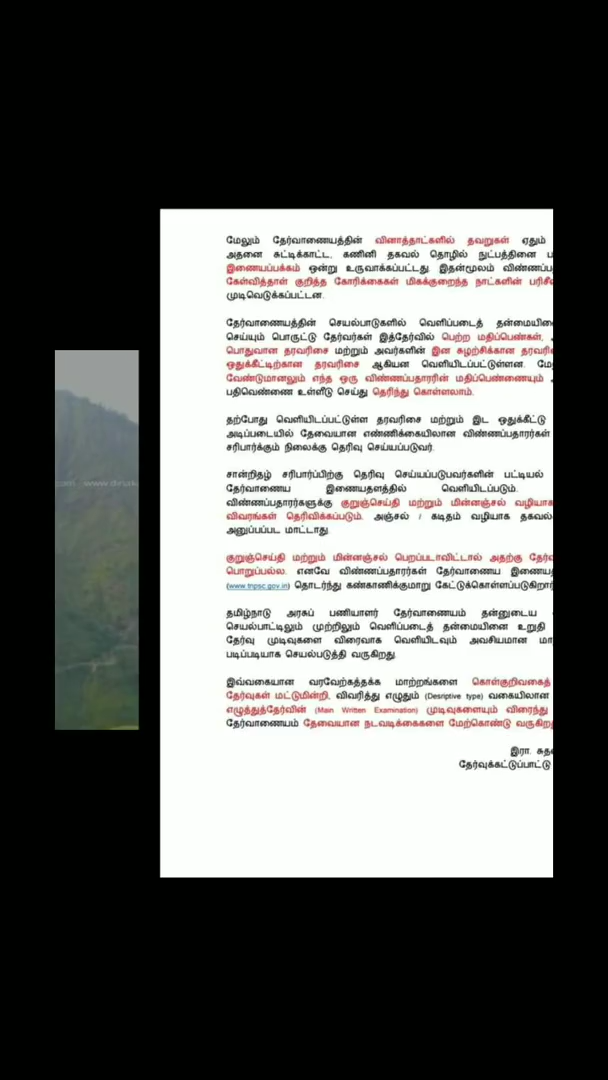 மேலும் தேர்வாணையத்தின் வினாத்தாட்களில் தவறுகள் ஏதும்
அதனை சுட்டிக்காட்ட, கணினி தகவல் தொழில் நுட்பத்தினை
இணையப்பக்கம் ஒன்று உருவாக்கப்பட்டது. இதன்மூலம்
கேள்வித்தாள் குறித்த கோரிக்கைகள் மிகக்குறைந்த நாட்களின்
முடிவெடுக்கப்பட்டன.
தேர்வாணையத்தின் செயல்பாடுகளில் வெளிப்படைத்
செய்யும் பொருட்டு தேர்வர்கள் இத்தேர்வில் பெற்ற மதிப்பெண்கள்,
பொதுவான தரவரிசை மற்றும் அவர்களின் இன சுழற்சிக்கான
ஒதுக்கீட்டிற்கான தரவரிசை ஆகியன வெளியிடப்பட்டுள்ளன.
வேண்டுமானலும் எந்த ஒரு விண்ணப்பதாரரின் மதிப்பெண்ணையும்
பதிவெண்ணை உள்ளீடு செய்து தெரிந்து கொள்ளலாம்.
தற்போது வெளியிடப்பட்டுள்ள தரவரிசை மற்றும் இட ஒதுக்கீட்டு
அடிப்படையில் தேவையான எண்ணிக்கையிலான விண்ணப்பதாரர்கள்
சரிபார்க்கும் நிலைக்கு தெரிவு செய்யப்படுவர்.
சான்றிதழ் சரிபார்ப்பிற்கு தெரிவு செய்யப்படுபவர்களின் பட்டியல்
தேர்வாணைய இணையதளத்தில் வெளியிடப்படும்.
விண்ணப்பதாரர்களுக்கு குறுஞ்செய்தி மற்றும் மின்னஞ்சல் வழியாக
விவரங்கள் தெரிவிக்கப்படும். அஞ்சல் / கடிதம் வழியாக தகவல்
அனுப்பப்பட மாட்டாது.
குறுஞ்செய்தி மற்றும் மின்னஞ்சல் பெறப்படாவிட்டால் அதற்கு
பொறுப்பல்ல. எனவே விண்ணப்பதாரர்கள் தேர்வாணைய
(www.tnpsc.gov.in) தொடர்ந்து கண்காணிக்குமாறு
தமிழ்நாடு அரசுப் பணியாளர் தேர்வாணையம் தன்னுடைய
செயல்பாட்டிலும் முற்றிலும் வெளிப்படைத் தன்மையினை உறுதி
தேர்வு முடிவுகளை விரைவாக வெளியிடவும் அவசியமான
படிப்படியாக செயல்படுத்தி வருகிறது.
இவ்வகையான வரவேற்கத்தக்க மாற்றங்களை கொள்குறிவகைத்
தேர்வுகள் மட்டுமின்றி, விவரித்து எழுதும் (Desriptive type) வகையிலான
எழுத்துத்தேர்வின் (Main Written Examination) முடிவுகளையும் விரைந்து
தேர்வாணையம் தேவையான நடவடிக்கைகளை மேற்கொண்டு
இரா.
தேர்வுக்கட்டுப்பாட்டு